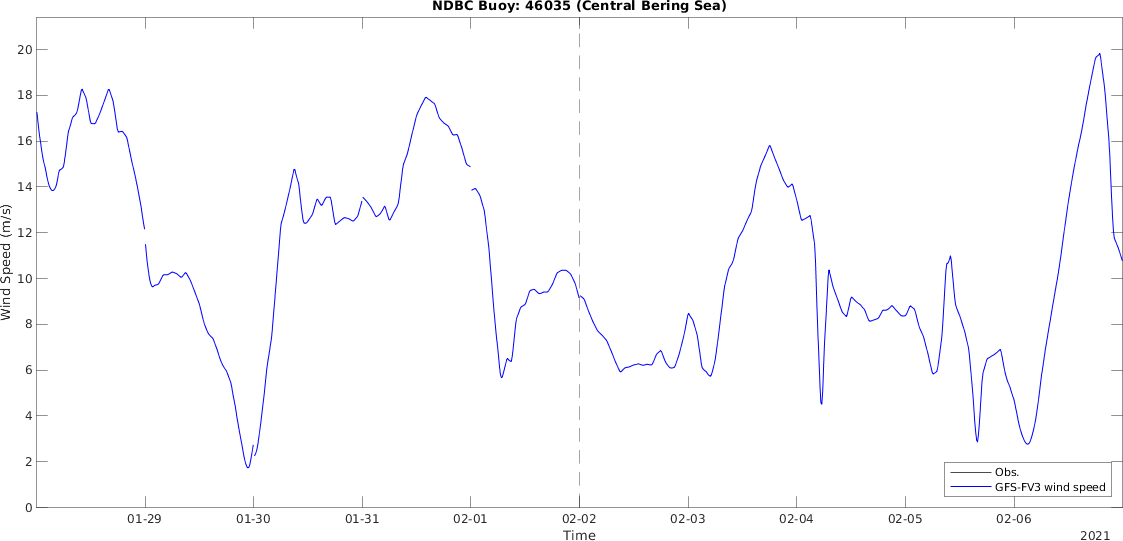 NDBC Buoy: 46035 (Central Bering Sea)
20
18
16
14
12
10
8
6
4
2
0
Wind Speed (m/s)
Obs.
GFS-FV3 wind speed
01-29 01-30 01-31 02-01 02-02 02-03 02-04 02-05 02-06
Time
2021